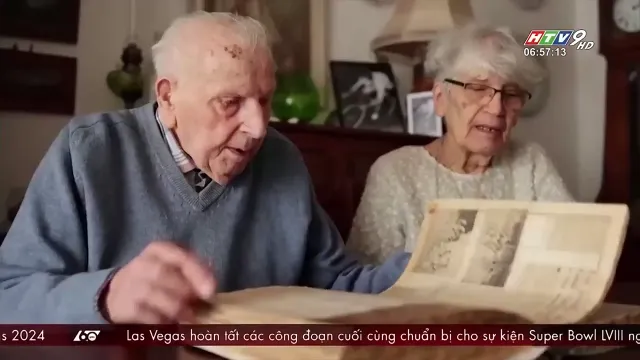 HTV9 HD
06:57:13
s 2024 60 Las Vegas hoàn tất các công đoạn cuối cùng chuẩn bị cho sự kiện Super Bowl LVIII ng